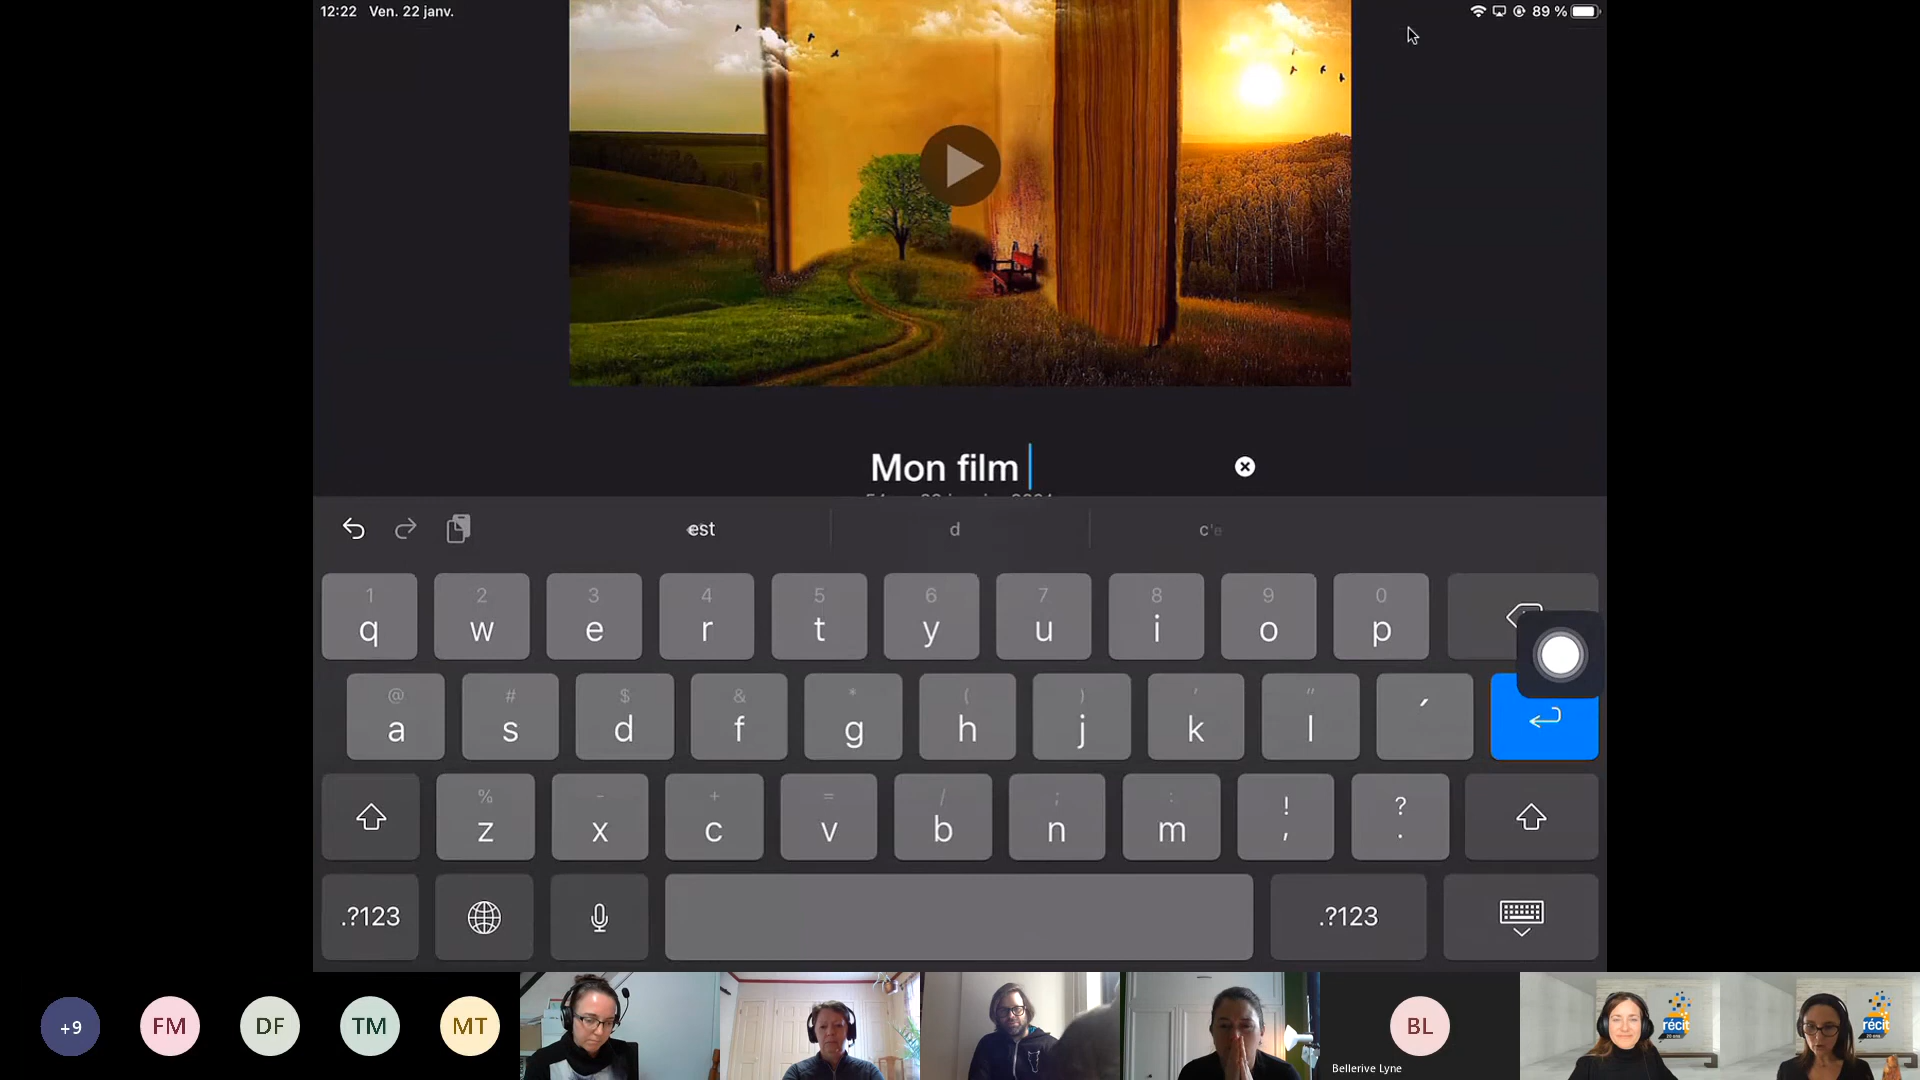 12:22 Ven. 22 janv.
89 %
Mon film
est
d
c'e
1 2 3 4 5 6 7 8 9 0
q w e r t y u i o p
@ # $ & * ( ) ' "
a s d f g h j k l ´
% - + = / ; : ! ?
z x c v b n m , .
.?123
.?123
+9
FM
DF
TM
MT
BL
Bellerive Lyne
récit
récit